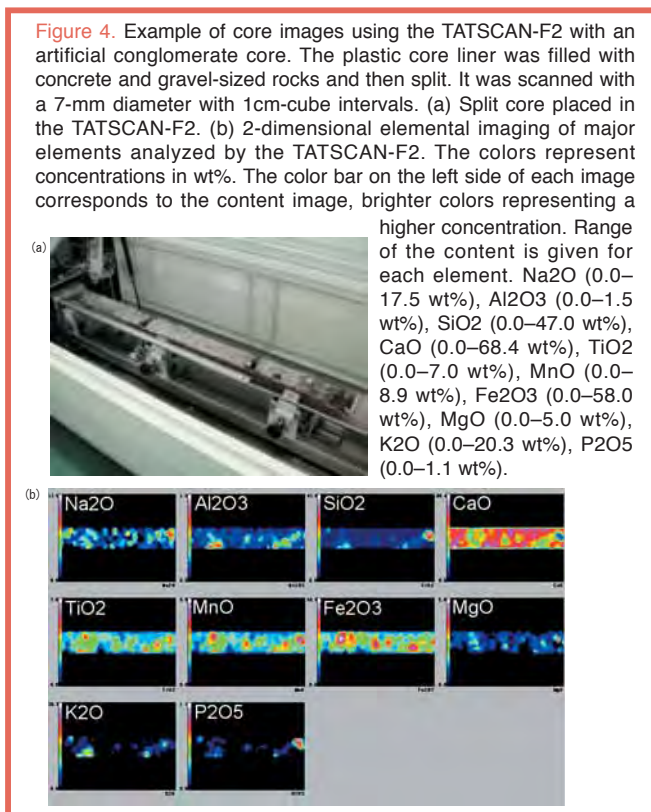 Figure 4. Example of core images using the TATSCAN-F2 with an
artificial conglomerate core. The plastic core liner was filled with
concrete and gravel-sized rocks and then split. It was scanned with
a 7-mm diameter with 1cm-cube intervals. (a) Split core placed in
the TATSCAN-F2. (b) 2-dimensional elemental imaging of major
elements analyzed by the TATSCAN-F2. The colors represent
concentrations in wt%. The color bar on the left side of each image
corresponds to the content image, brighter colors representing a
higher concentration. Range
of the content is given for
each element. Na2O (0.0–
17.5 wt%), Al2O3 (0.0–1.5
wt%), SiO2 (0.0–47.0 wt%),
CaO (0.0–68.4 wt%), TiO2
(0.0–7.0 wt%), MnO (0.0–
8.9 wt%), Fe2O3 (0.0–58.0
wt%), MgO (0.0–5.0 wt%),
K2O (0.0–20.3 wt%), P2O5
(0.0–1.1 wt%).
(a)
(b)
Na2O Al2O3 SiO2 CaO
TiO2 MnO Fe2O3 MgO
K2O P2O5